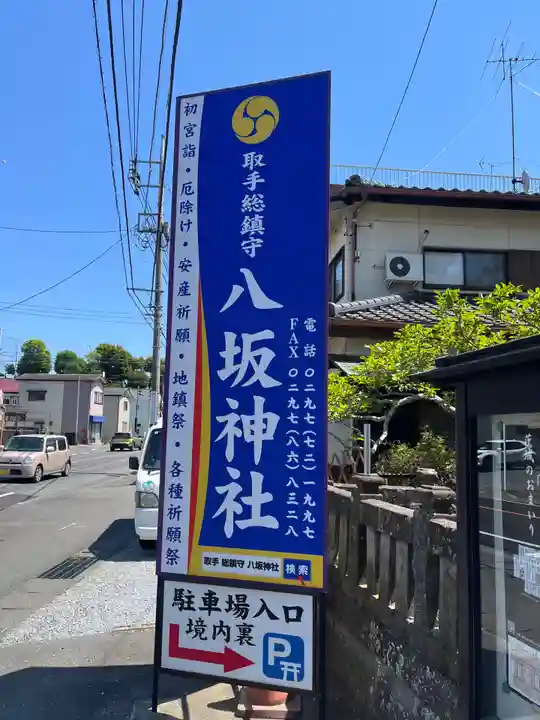 取手総鎮守
八坂神社
電話 〇二九七(七二)一九九七
FAX 〇二九七(八六)八三二八
初宮詣・厄除け・安産祈願・地鎮祭・各種祈願祭
取手 総鎮守 八坂神社 検索
駐車場入口
境内裏
P